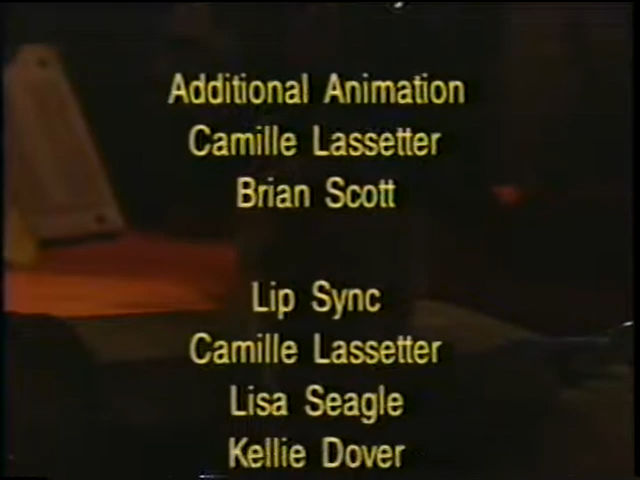 Additional Animation
Camille Lassetter
Brian Scott
Lip Sync
Camille Lassetter
Lisa Seagle
Kellie Dover